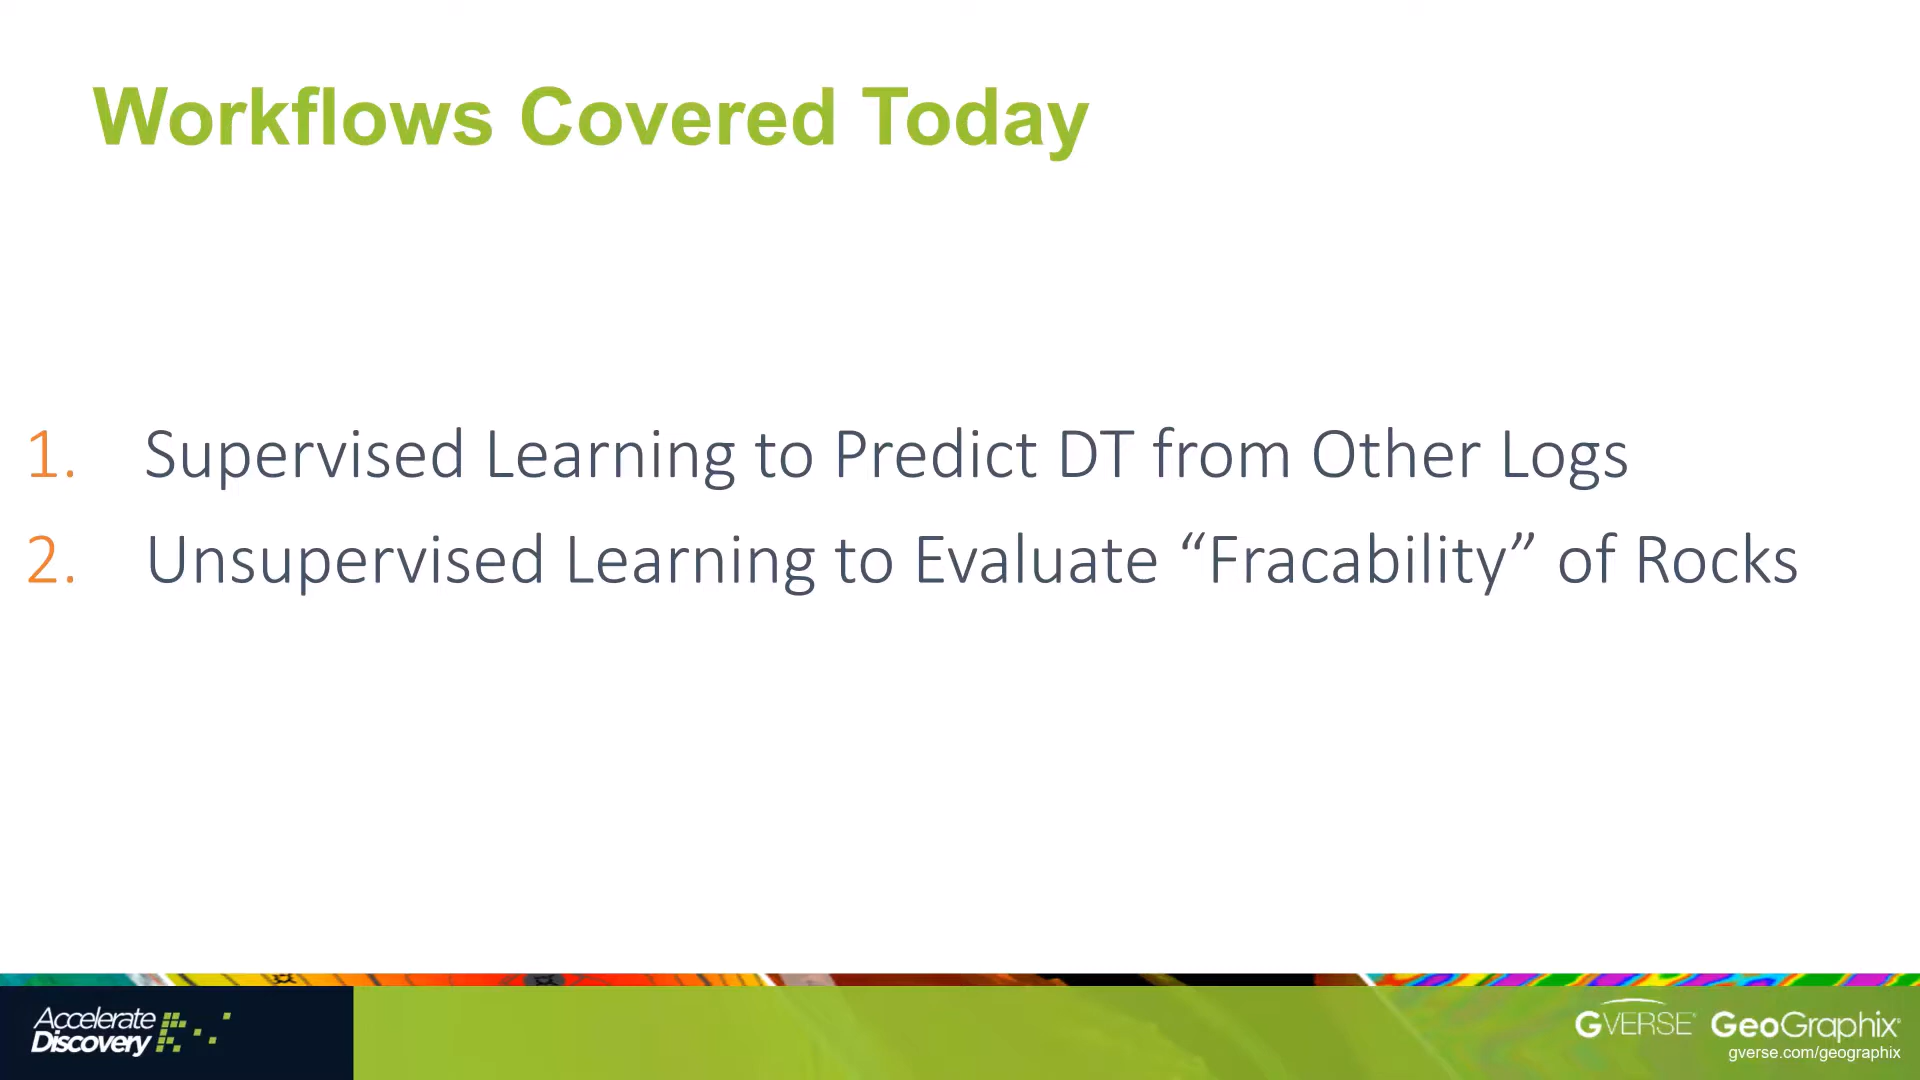 Workflows Covered Today
1. Supervised Learning to Predict DT from Other Logs
2. Unsupervised Learning to Evaluate “Fracability” of Rocks
Accelerate
Discovery
GVERSE® GeoGraphix®
gverse.com/geographix